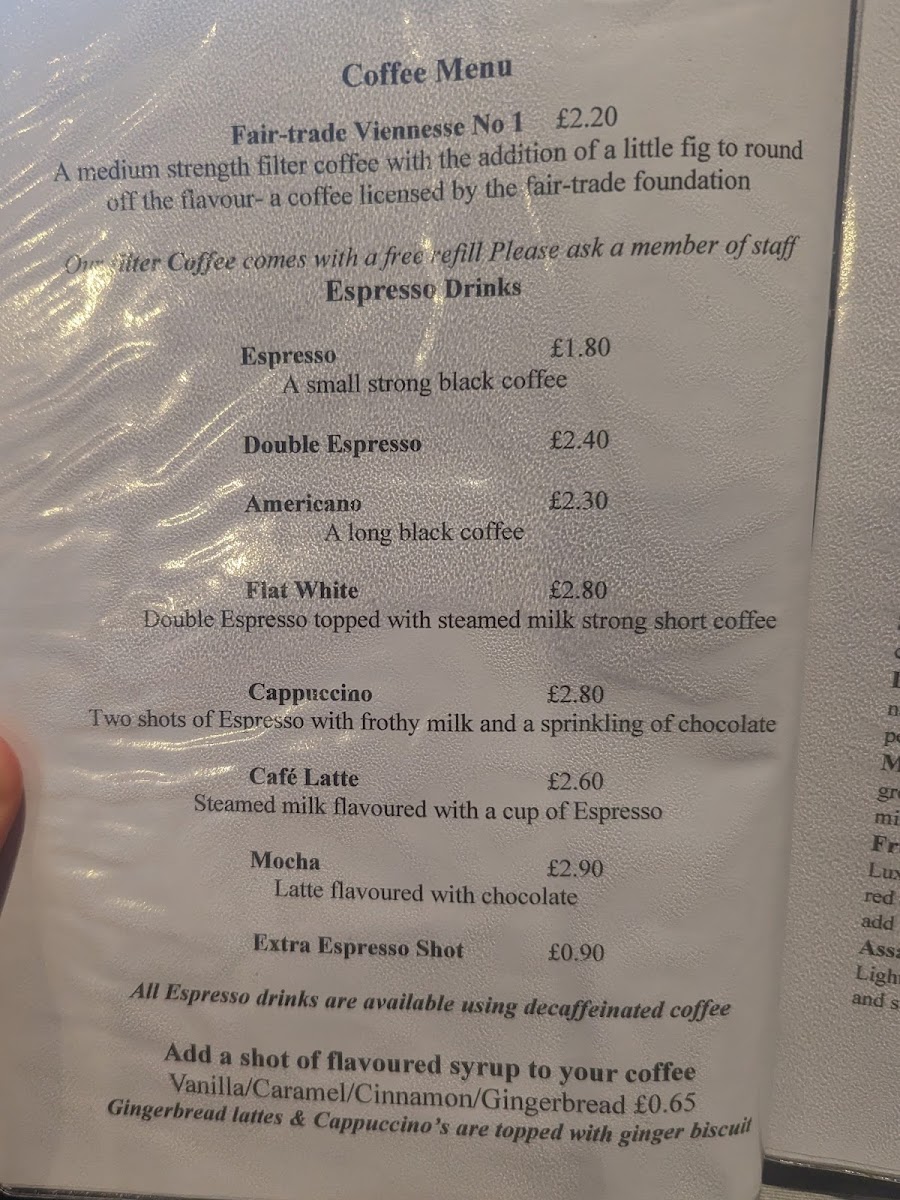 Coffee Menu
Fair-trade Viennesse No 1 £2.20
A medium strength filter coffee with the addition of a little fig to round
off the flavour- a coffee licensed by the fair-trade foundation
Our filter Coffee comes with a free refill Please ask a member of staff
Espresso Drinks
Espresso £1.80
A small strong black coffee
Double Espresso £2.40
Americano £2.30
A long black coffee
Flat White £2.80
Double Espresso topped with steamed milk strong short coffee
Cappuccino £2.80
Two shots of Espresso with frothy milk and a sprinkling of chocolate
Café Latte £2.60
Steamed milk flavoured with a cup of Espresso
Mocha £2.90
Latte flavoured with chocolate
Extra Espresso Shot £0.90
All Espresso drinks are available using decaffeinated coffee
Add a shot of flavoured syrup to your coffee
Vanilla/Caramel/Cinnamon/Gingerbread £0.65
Gingerbread lattes & Cappuccino's are topped with ginger biscuit
red
add
and s